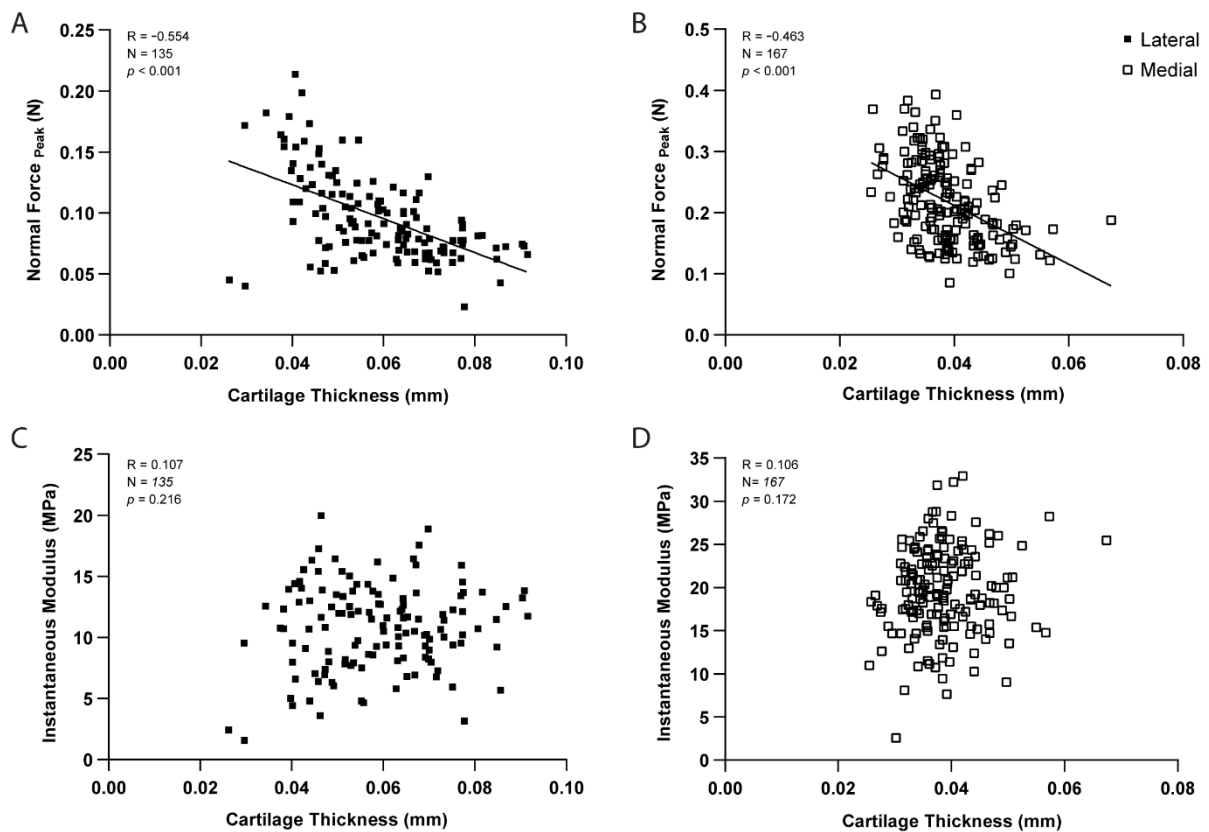 A
R = −0.554
N = 135
p < 0.001
Normal Force Peak (N)
0.25
0.20
0.15
0.10
0.05
0.00
0.00 0.02 0.04 0.06 0.08 0.10
Cartilage Thickness (mm)
B
R = −0.463
N = 167
p < 0.001
Lateral
Medial
Normal Force Peak (N)
0.5
0.4
0.3
0.2
0.1
0.0
0.00 0.02 0.04 0.06 0.08
Cartilage Thickness (mm)
C
R = 0.107
N = 135
p = 0.216
Instantaneous Modulus (MPa)
25
20
15
10
5
0
0.00 0.02 0.04 0.06 0.08 0.10
Cartilage Thickness (mm)
D
R = 0.106
N= 167
p = 0.172
Instantaneous Modulus (MPa)
35
30
25
20
15
10
5
0
0.00 0.02 0.04 0.06 0.08
Cartilage Thickness (mm)